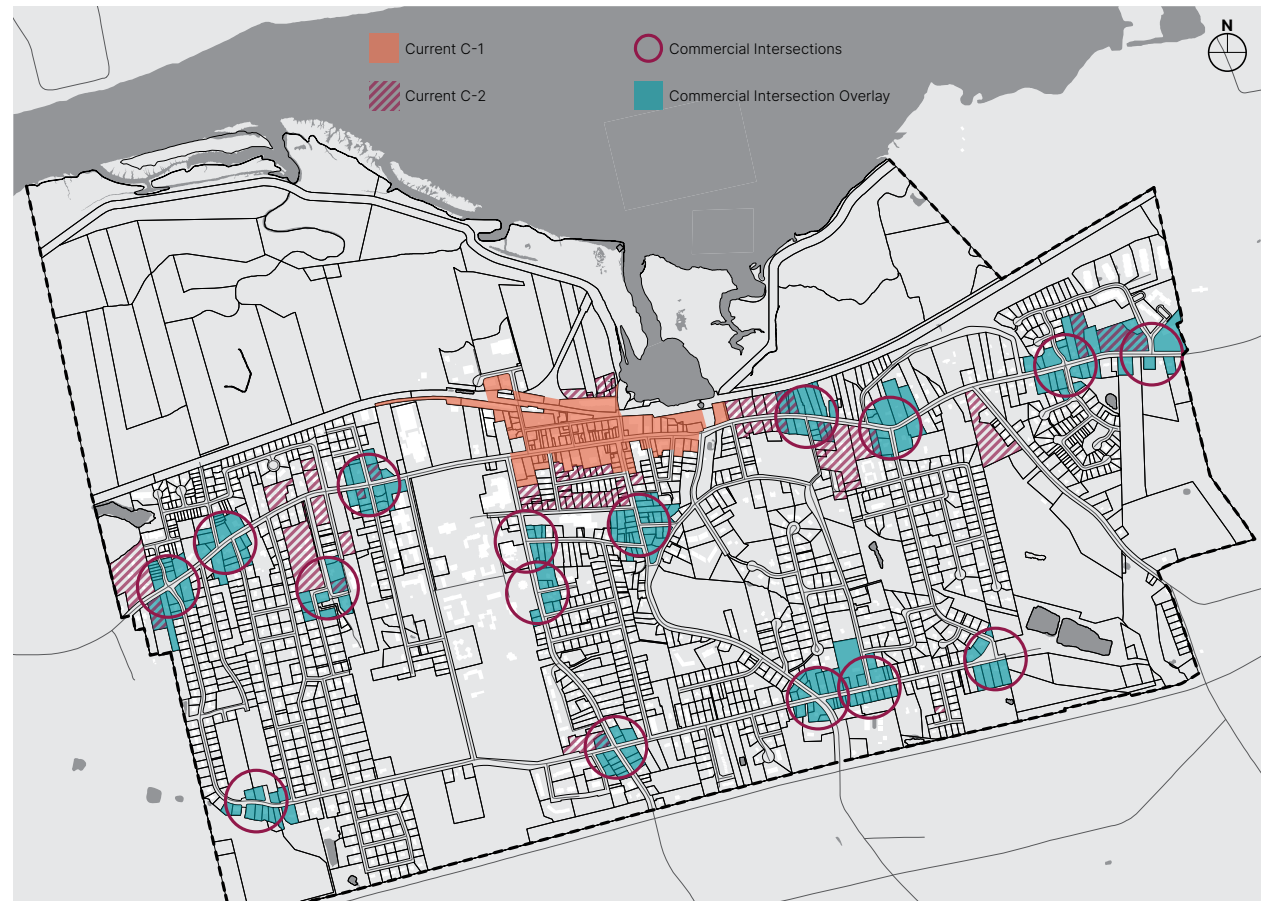 Current C-1
Commercial Intersections
N
Current C-2
Commercial Intersection Overlay